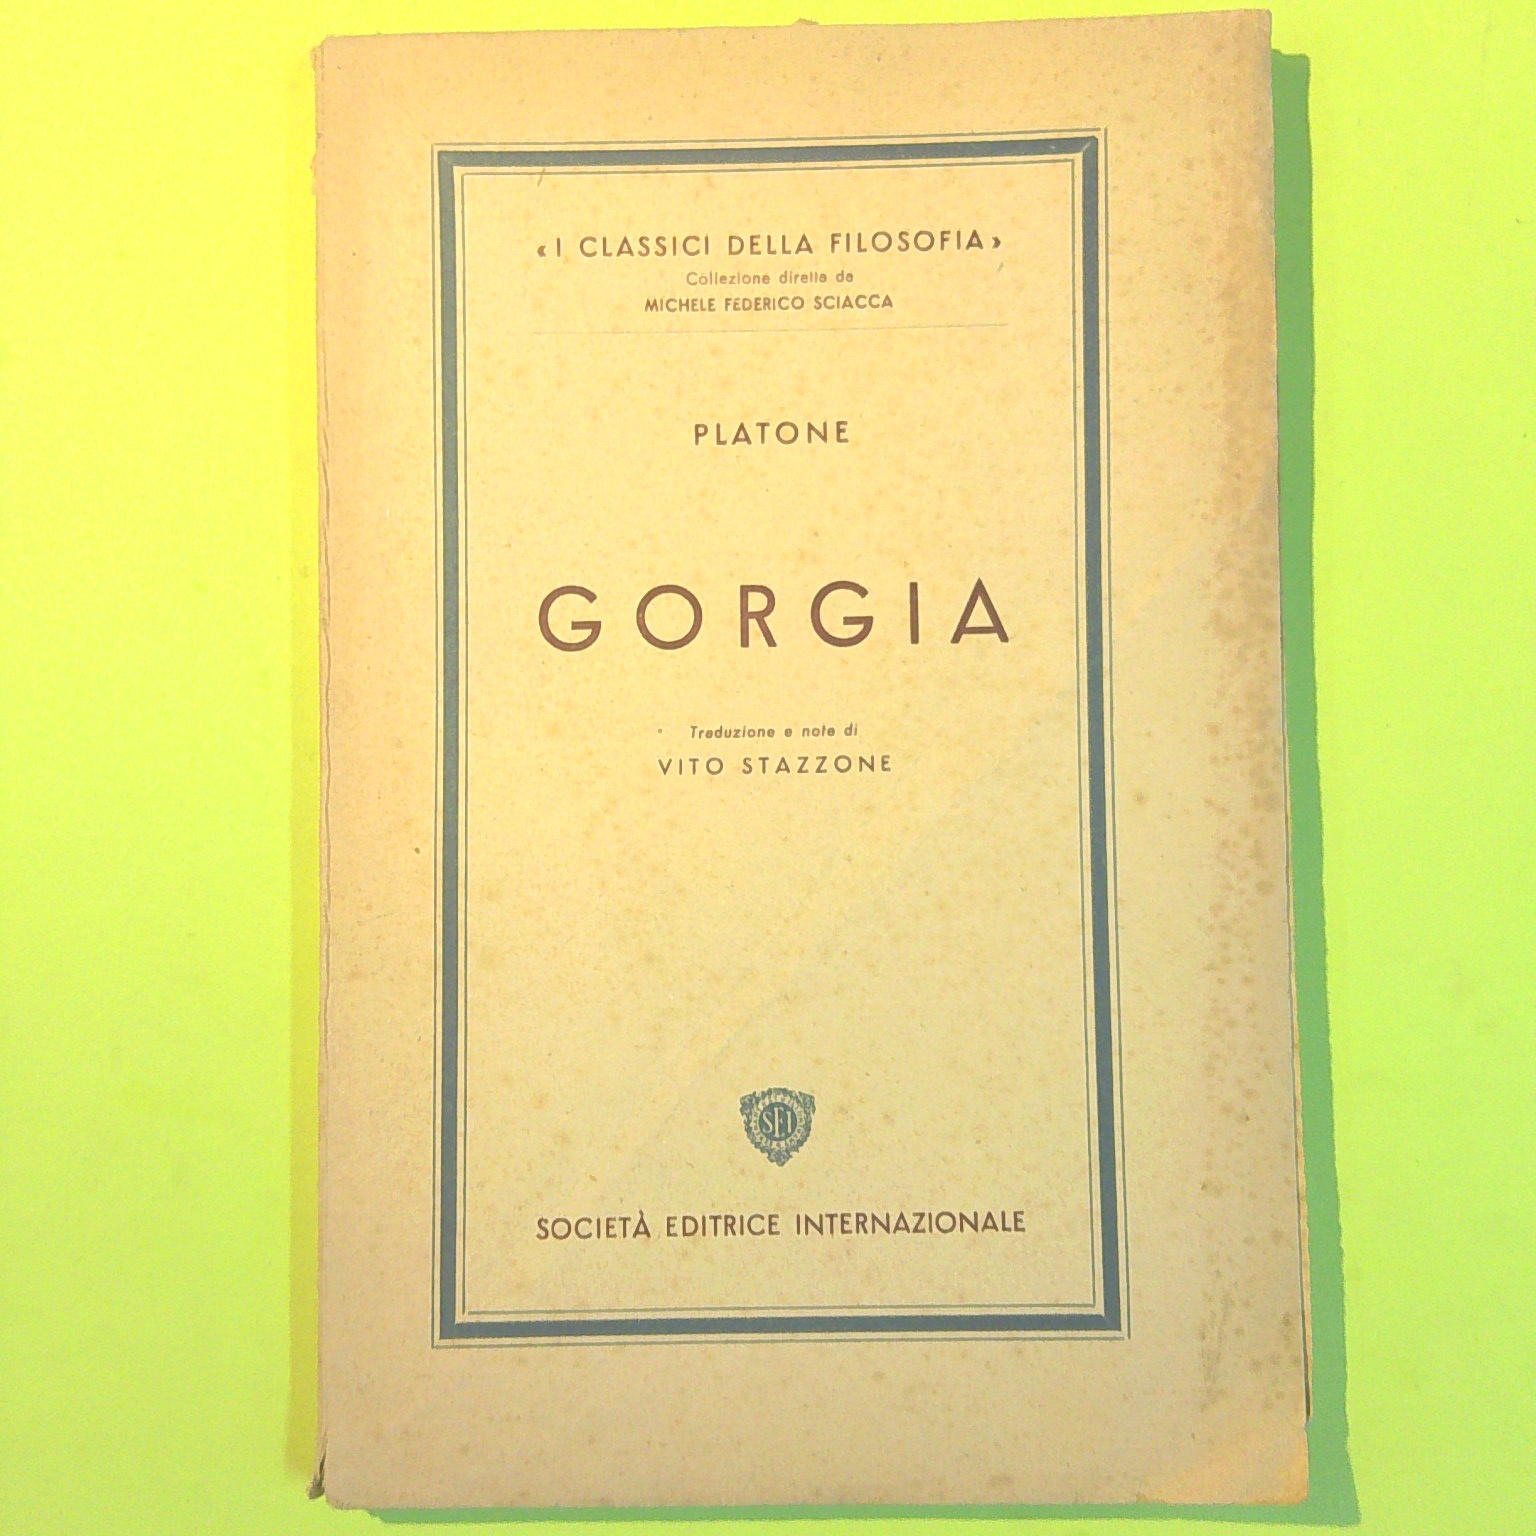 « I CLASSICI DELLA FILOSOFIA »
Collezione diretta da
MICHELE FEDERICO SCIACCA
PLATONE
GORGIA
Traduzione e note di
VITO STAZZONE
SEI
SOCIETÀ EDITRICE INTERNAZIONALE